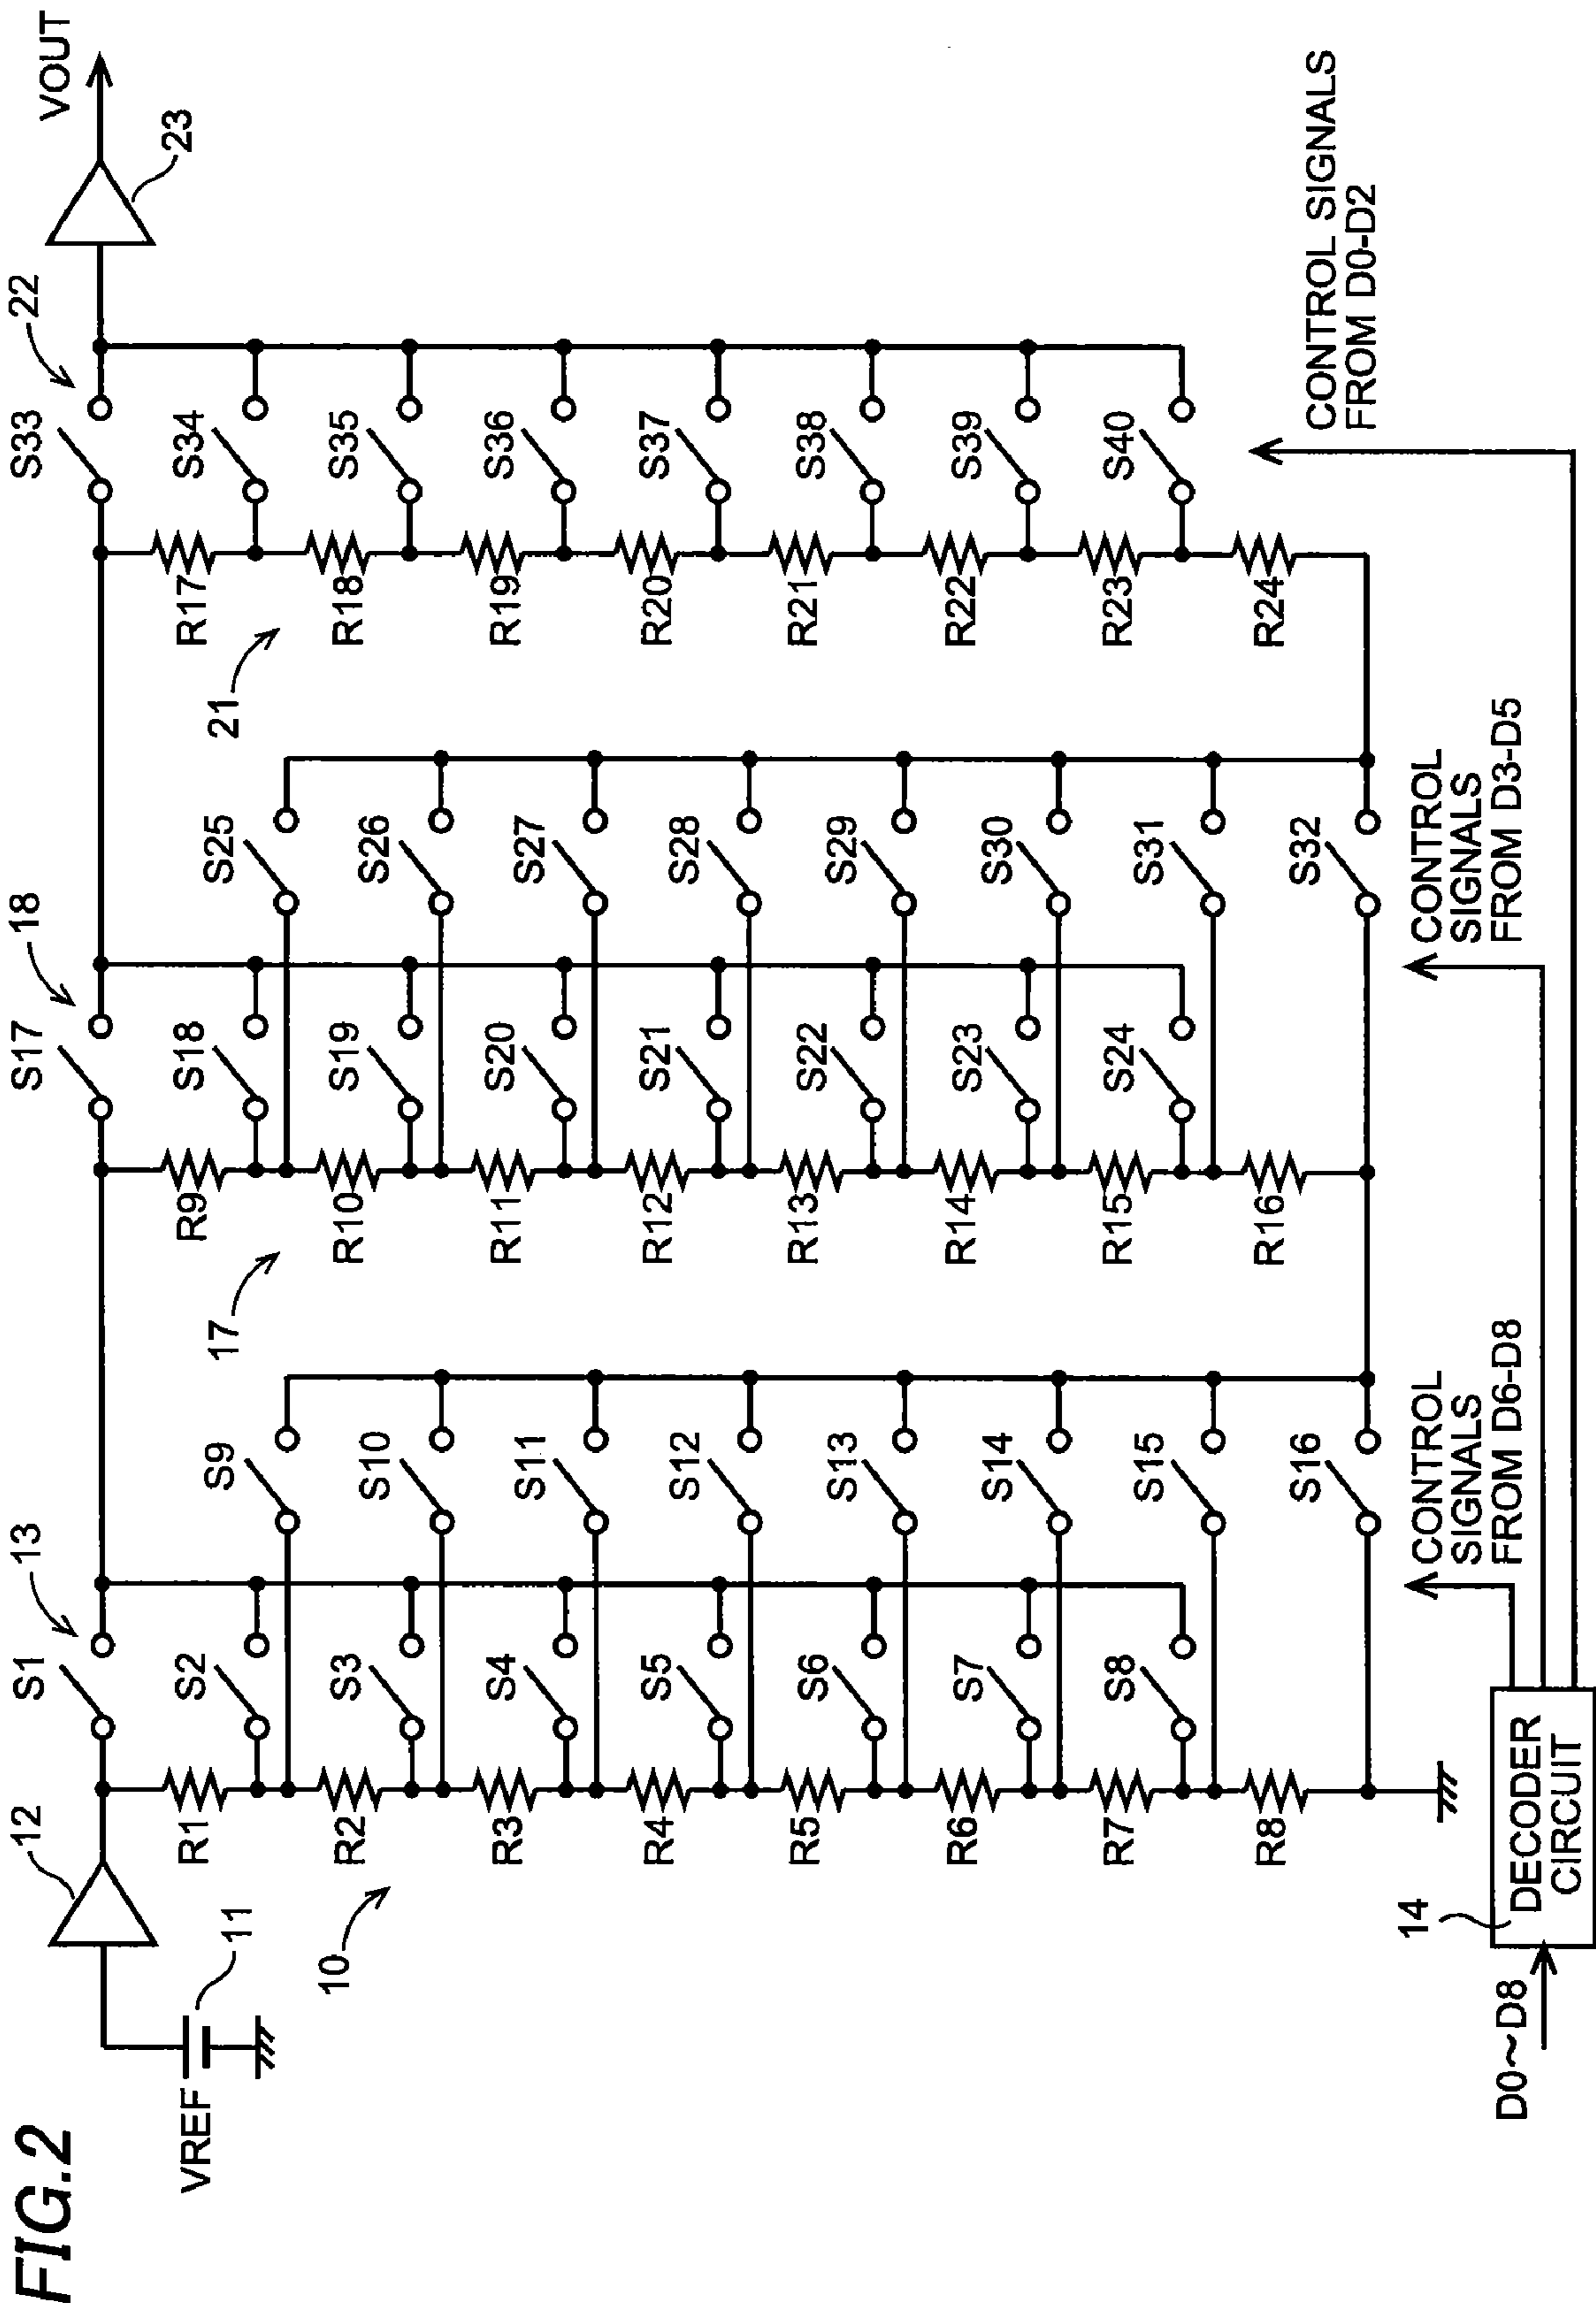 FIG.2
VREF
11
12
10
13
S1
S2
S3
S4
S5
S6
S7
S8
R1
R2
R3
R4
R5
R6
R7
R8
S9
S10
S11
S12
S13
S14
S15
S16
17
18
S17
S18
S19
S20
S21
S22
S23
S24
R9
R10
R11
R12
R13
R14
R15
R16
S25
S26
S27
S28
S29
S30
S31
S32
21
22
S33
S34
S35
S36
S37
S38
S39
S40
R17
R18
R19
R20
R21
R22
R23
R24
23
VOUT
D0~D8
14
DECODER
CIRCUIT
CONTROL
SIGNALS
FROM D6-D8
CONTROL
SIGNALS
FROM D3-D5
CONTROL SIGNALS
FROM D0-D2